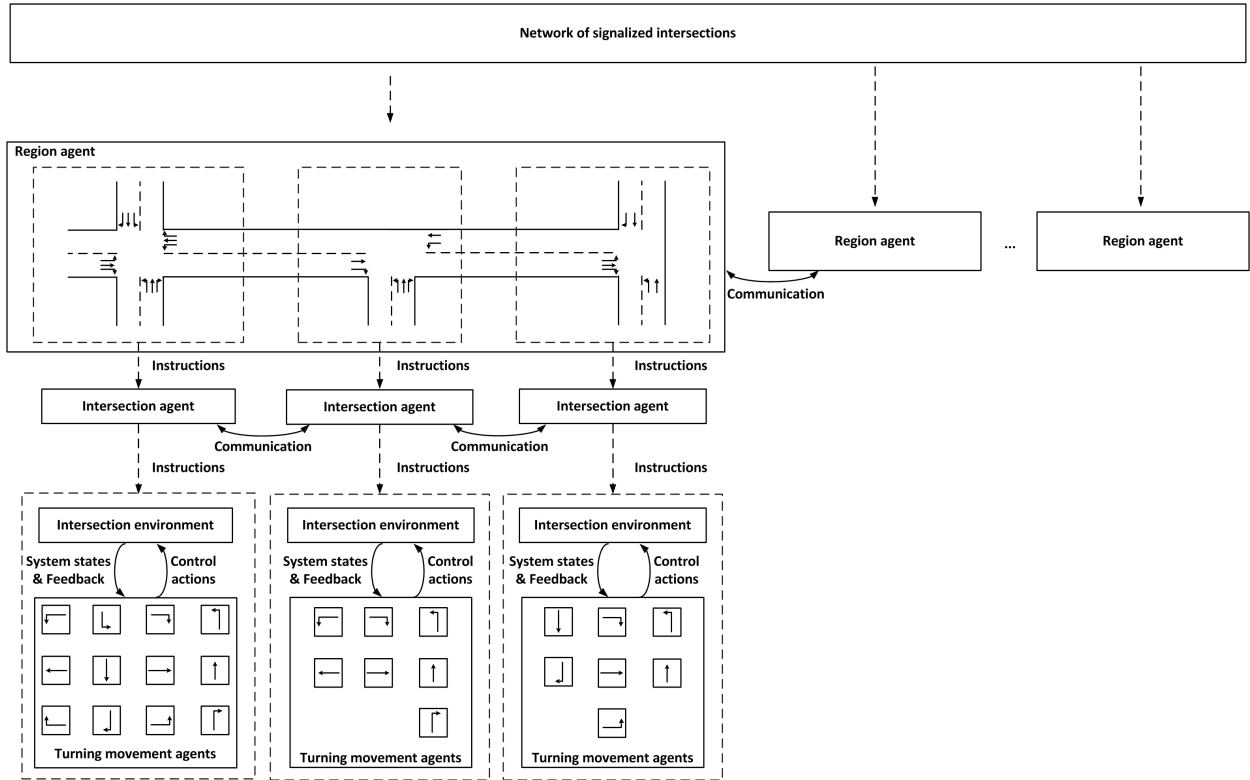 Network of signalized intersections
Region agent
Region agent
...
Region agent
Communication
Instructions
Instructions
Instructions
Intersection agent
Intersection agent
Intersection agent
Communication
Communication
Instructions
Instructions
Instructions
Intersection environment
Intersection environment
Intersection environment
System states
& Feedback
Control
actions
System states
& Feedback
Control
actions
System states
& Feedback
Control
actions
Turning movement agents
Turning movement agents
Turning movement agents